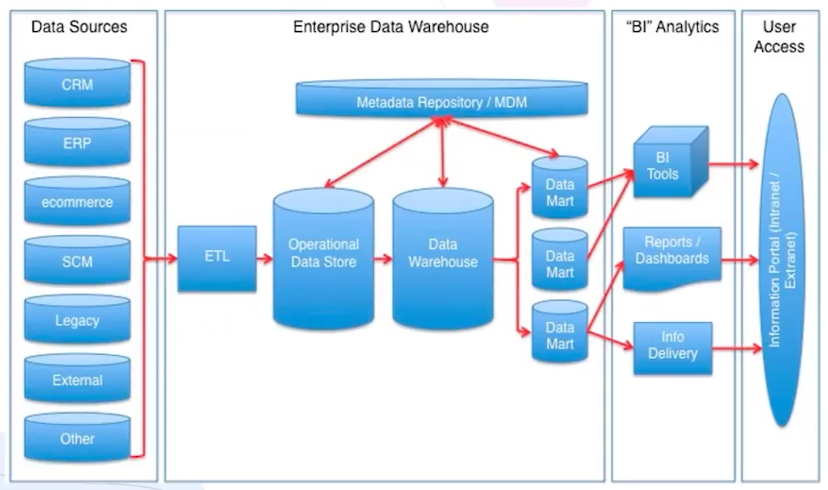 Data Sources
Enterprise Data Warehouse
“BI” Analytics
User
Access
CRM
ERP
ecommerce
SCM
Legacy
External
Other
ETL
Metadata Repository / MDM
Operational
Data Store
Data
Warehouse
Data
Mart
Data
Mart
Data
Mart
BI
Tools
Reports /
Dashboards
Info
Delivery
Information Portal (Intranet /
Extranet)